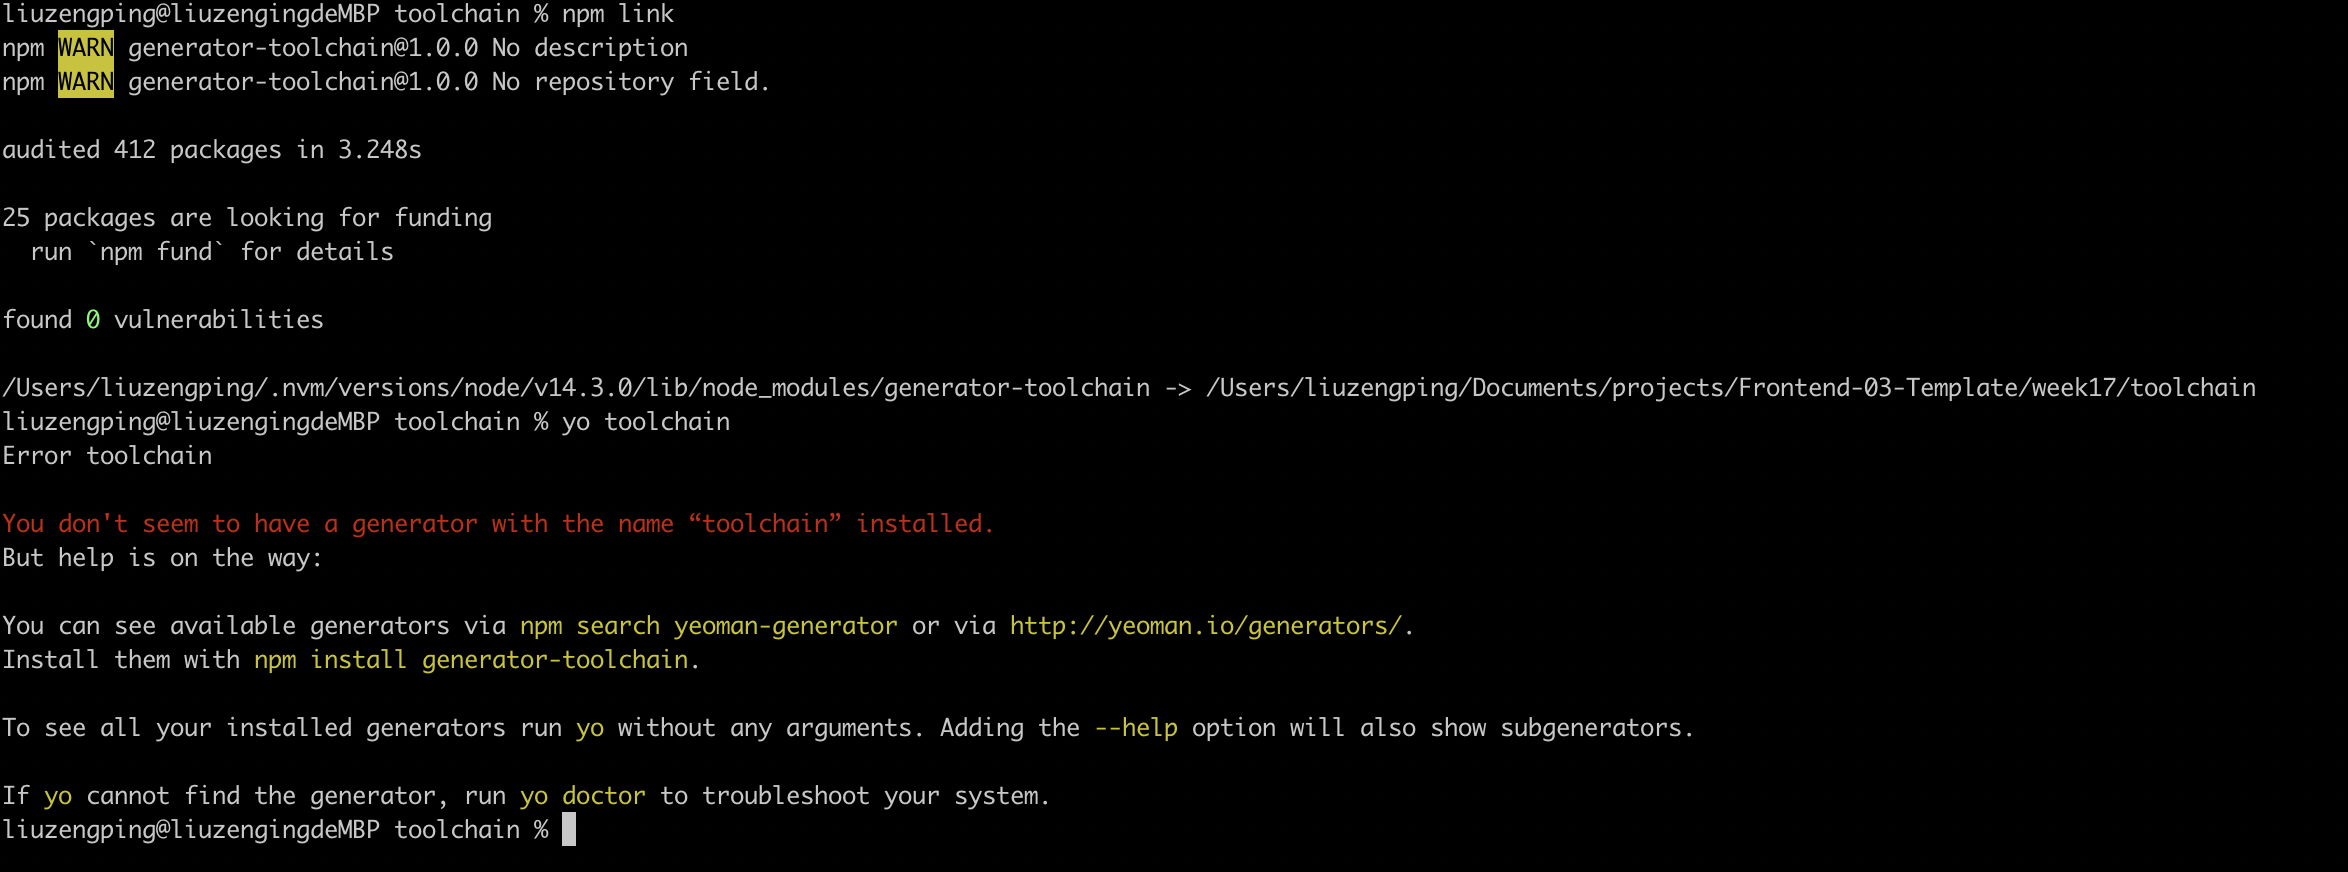 liuzengping@liuzengingdeMBP toolchain % npm link
npm WARN generator-toolchain@1.0.0 No description
npm WARN generator-toolchain@1.0.0 No repository field.
audited 412 packages in 3.248s
25 packages are looking for funding
  run `npm fund` for details
found 0 vulnerabilities
/Users/liuzengping/.nvm/versions/node/v14.3.0/lib/node_modules/generator-toolchain -> /Users/liuzengping/Documents/projects/Frontend-03-Template/week17/toolchain
liuzengping@liuzengingdeMBP toolchain % yo toolchain
Error toolchain
You don't seem to have a generator with the name “toolchain” installed.
But help is on the way:
You can see available generators via npm search yeoman-generator or via http://yeoman.io/generators/.
Install them with npm install generator-toolchain.
To see all your installed generators run yo without any arguments. Adding the --help option will also show subgenerators.
If yo cannot find the generator, run yo doctor to troubleshoot your system.
liuzengping@liuzengingdeMBP toolchain %